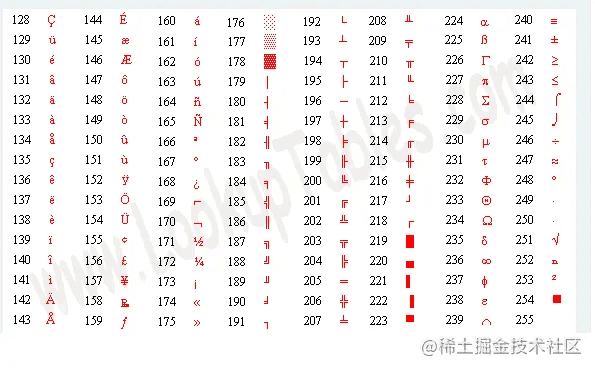 128 Ç 144 É 160 á 176 ░ 192 └ 208 ╨ 224 α 240 ≡
129 ü 145 æ 161 í 177 ▒ 193 ┴ 209 ╤ 225 ß 241 ±
130 é 146 Æ 162 ó 178 ▓ 194 ┬ 210 ╥ 226 Γ 242 ≥
131 â 147 ô 163 ú 179 │ 195 ├ 211 ╙ 227 π 243 ≤
132 ä 148 ö 164 ñ 180 ┤ 196 ─ 212 ╘ 228 Σ 244 ⌠
133 à 149 ò 165 Ñ 181 ╡ 197 ┼ 213 ╒ 229 σ 245 ⌡
134 å 150 û 166 ª 182 ╢ 198 ╞ 214 ╓ 230 µ 246 ÷
135 ç 151 ù 167 º 183 ╖ 199 ╟ 215 ╫ 231 τ 247 ≈
136 ê 152 ÿ 168 ¿ 184 ╕ 200 ╚ 216 ╪ 232 Φ 248 °
137 ë 153 Ö 169 ⌐ 185 ╣ 201 ╔ 217 ┘ 233 Θ 249 ∙
138 è 154 Ü 170 ¬ 186 ║ 202 ╩ 218 ┌ 234 Ω 250 ·
139 ï 155 ¢ 171 ½ 187 ╗ 203 ╦ 219 █ 235 δ 251 √
140 î 156 £ 172 ¼ 188 ╝ 204 ╠ 220 ▄ 236 ∞ 252 ⁿ
141 ì 157 ¥ 173 ¡ 189 ╜ 205 ═ 221 ▌ 237 φ 253 ²
142 Ä 158 ₧ 174 « 190 ╛ 206 ╬ 222 ▐ 238 ε 254 ■
143 Å 159 ƒ 175 » 191 ┐ 207 ╧ 223 ▀ 239 ∩ 255
www.LookupTables.com
@稀土掘金技术社区